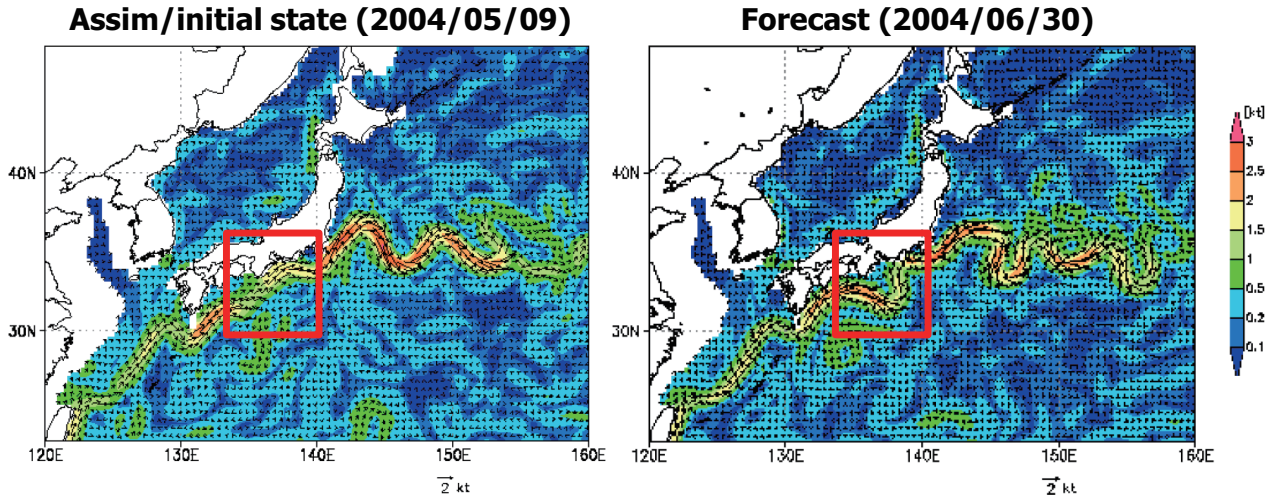 Assim/initial state (2004/05/09)
Forecast (2004/06/30)
40N
30N
120E 130E 140E 150E 160E
2 kt
40N
30N
120E 130E 140E 150E 160E
2 kt
[kt]
3
2.5
2
1.5
1
0.5
0.2
0.1